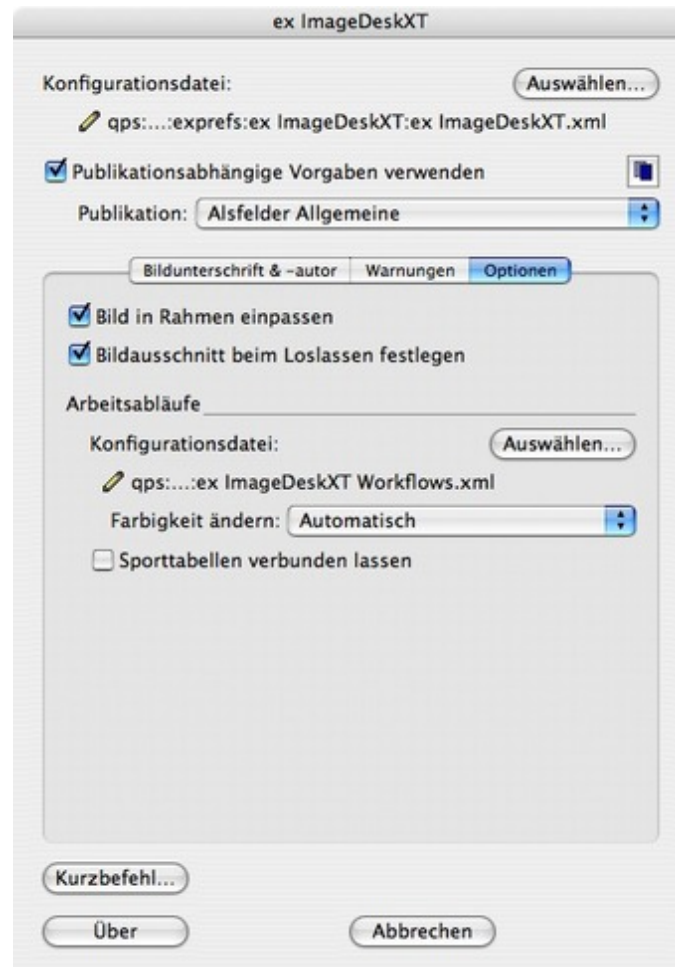 ex ImageDeskXT
Konfigurationsdatei: Auswählen...
qps:...:exprefs:ex ImageDeskXT:ex ImageDeskXT.xml
Publikationsabhängige Vorgaben verwenden
Publikation: Alsfelder Allgemeine
Bildunterschrift & -autor Warnungen Optionen
Bild in Rahmen einpassen
Bildausschnitt beim Loslassen festlegen
Arbeitsabläufe
Konfigurationsdatei: Auswählen...
qps:...:ex ImageDeskXT Workflows.xml
Farbigkeit ändern: Automatisch
Sporttabellen verbunden lassen
Kurzbefehl...
Über Abbrechen